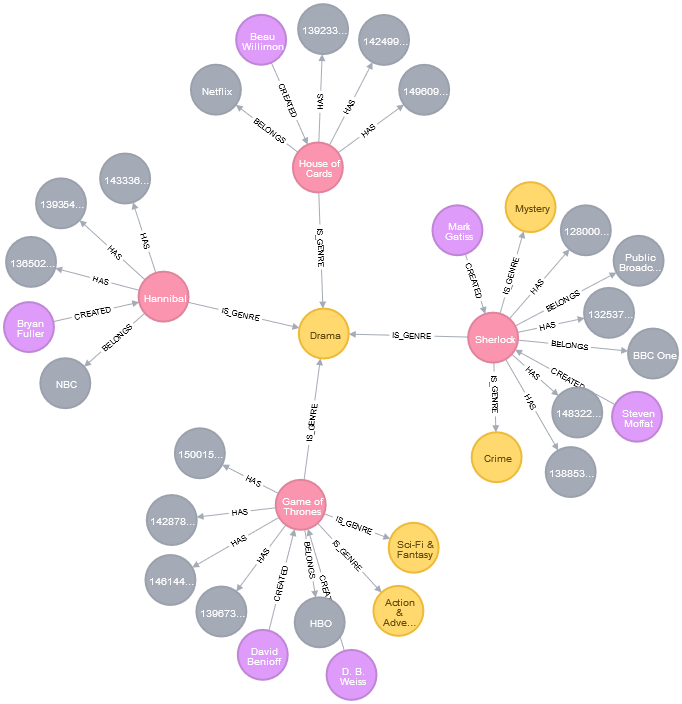 Beau
Willimon
139233...
142499...
Netflix
149609...
CREATED
HAS
HAS
BELONGS
HAS
House of
Cards
143336...
139354...
Mark
Gatiss
Mystery
128000...
IS_GENRE
HAS
HAS
136502...
HAS
CREATED
IS_GENRE
HAS
Public
Broadc...
BELONGS
Hannibal
132537...
Bryan
Fuller
CREATED
IS_GENRE
HAS
BELONGS
Drama
IS_GENRE
Sherlock
BELONGS
BBC One
NBC
IS_GENRE
HAS
CREATED
HAS
148322...
Steven
Moffat
IS_GENRE
150015...
Crime
138853...
HAS
Game of
Thrones
142878...
HAS
IS_GENRE
HAS
Sci-Fi &
Fantasy
HAS
BELONGS
IS_GENRE
146144...
CREATED
CREAT
139673...
HBO
Action
&
Adve...
David
Benioff
D. B.
Weiss